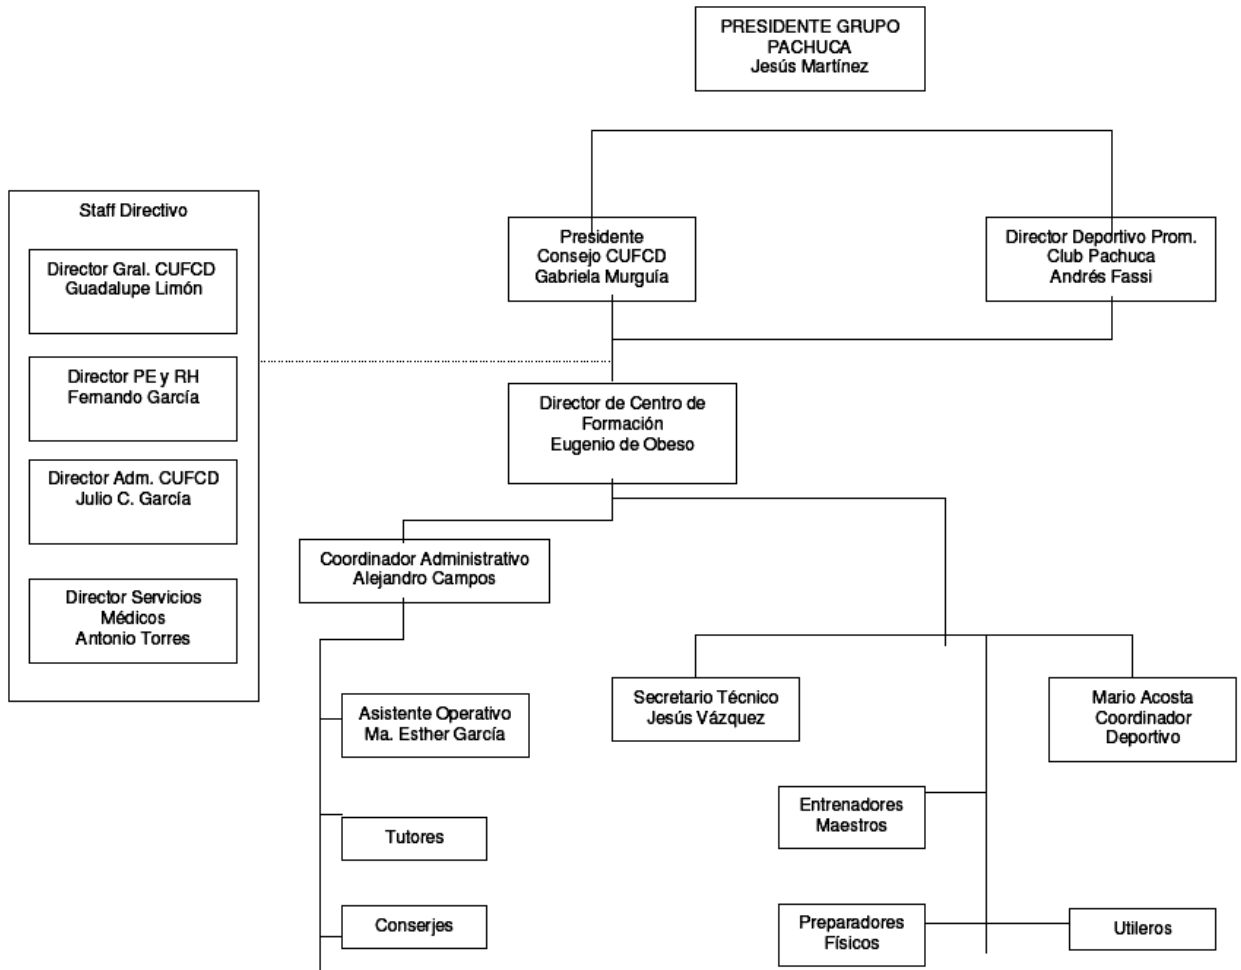 PRESIDENTE GRUPO
PACHUCA
Jesús Martínez
Staff Directivo
Director Gral. CUFCD
Guadalupe Limón
Director PE y RH
Fernando García
Director Adm. CUFCD
Julio C. García
Director Servicios
Médicos
Antonio Torres
Presidente
Consejo CUFCD
Gabriela Murguía
Director Deportivo Prom.
Club Pachuca
Andrés Fassi
Director de Centro de
Formación
Eugenio de Obeso
Coordinador Administrativo
Alejandro Campos
Asistente Operativo
Ma. Esther García
Tutores
Conserjes
Secretario Técnico
Jesús Vázquez
Mario Acosta
Coordinador
Deportivo
Entrenadores
Maestros
Preparadores
Físicos
Utileros